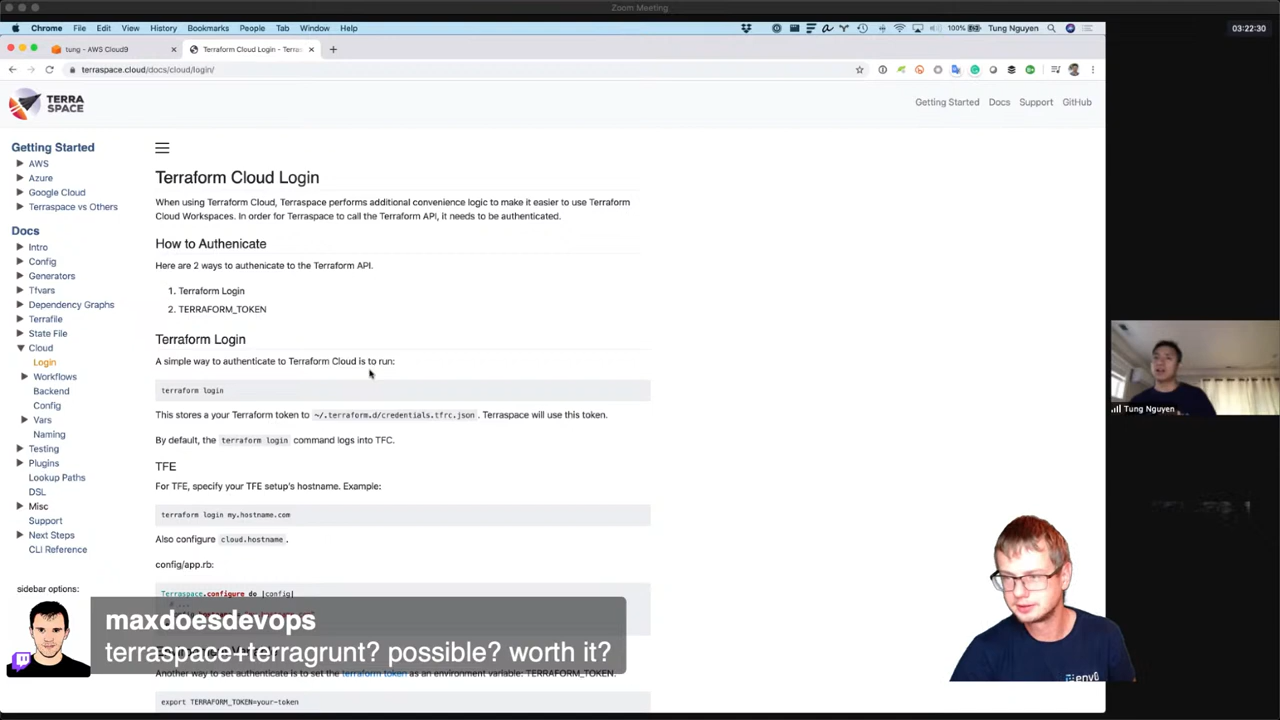 Zoom Meeting
Chrome File Edit View History Bookmarks People Tab Window Help
100% Tung Nguyen
03:22:30
tung - AWS Cloud9
Terraform Cloud Login - Terras
terraspace.cloud/docs/cloud/login/
TERRA
SPACE
Getting Started Docs Support GitHub
Getting Started
AWS
Azure
Google Cloud
Terraspace vs Others
Docs
Intro
Config
Generators
Tfvars
Dependency Graphs
Terrafile
State File
Cloud
Login
Workflows
Backend
Config
Vars
Naming
Testing
Plugins
Lookup Paths
DSL
Misc
Support
Next Steps
CLI Reference
sidebar options:
Terraform Cloud Login
When using Terraform Cloud, Terraspace performs additional convenience logic to make it easier to use Terraform
Cloud Workspaces. In order for Terraspace to call the Terraform API, it needs to be authenticated.
How to Authenicate
Here are 2 ways to authenicate to the Terraform API.
1. Terraform Login
2. TERRAFORM_TOKEN
Terraform Login
A simple way to authenticate to Terraform Cloud is to run:
terraform login
This stores a your Terraform token to ~/.terraform.d/credentials.tfrc.json . Terraspace will use this token.
By default, the terraform login command logs into TFC.
TFE
For TFE, specify your TFE setup's hostname. Example:
terraform login my.hostname.com
Also configure cloud.hostname .
config/app.rb:
Terraspace.configure do |config|
Another way to set authenticate is to set the terraform token as an environment variable: TERRAFORM_TOKEN.
export TERRAFORM_TOKEN=your-token
maxdoesdevops
terraspace+terragrunt? possible? worth it?
Tung Nguyen
env0